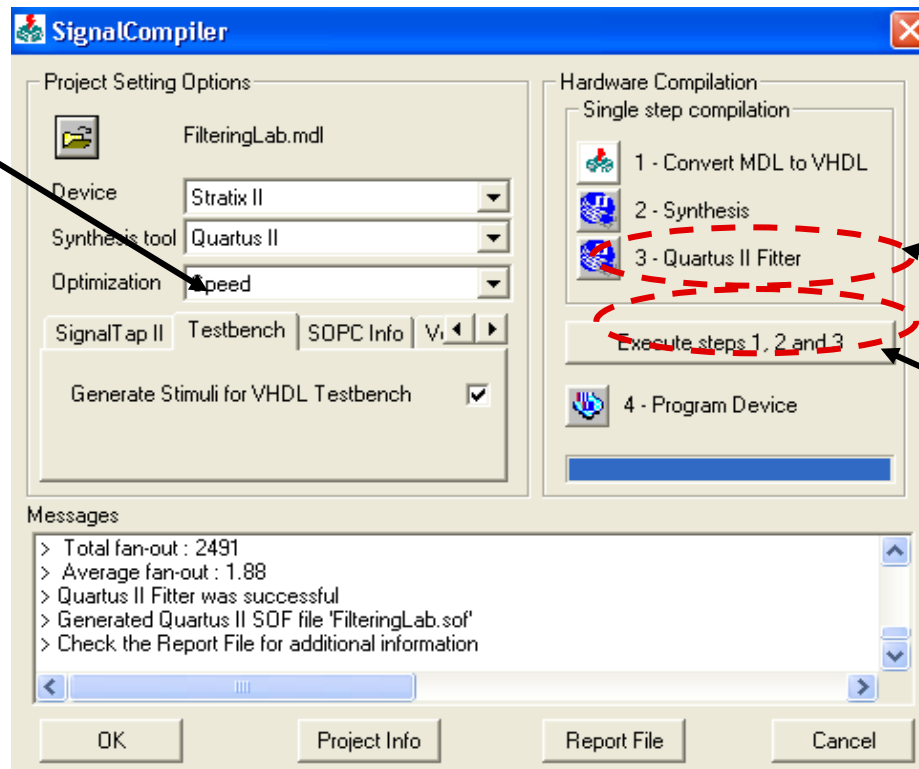 SignalCompiler
Project Setting Options
FilteringLab.mdl
Device
Stratix II
Synthesis tool
Quartus II
Optimization
Speed
SignalTap II
Testbench
SOPC Info
Generate Stimuli for VHDL Testbench
Hardware Compilation
Single step compilation
1 - Convert MDL to VHDL
2 - Synthesis
3 - Quartus II Fitter
Execute steps 1, 2 and 3
4 - Program Device
Messages
> Total fan-out : 2491
> Average fan-out : 1.88
> Quartus II Fitter was successful
> Generated Quartus II SOF file 'FilteringLab.sof'
> Check the Report File for additional information
OK
Project Info
Report File
Cancel